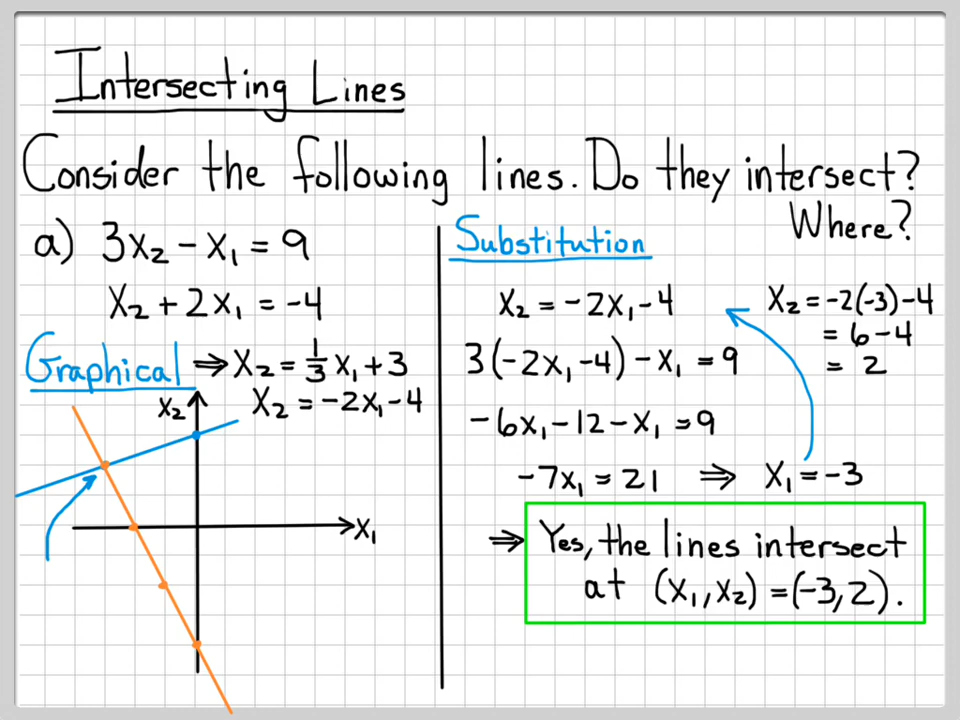 Intersecting Lines
Consider the following lines. Do they intersect?
Where?
a) 3x₂ - x₁ = 9
x₂ + 2x₁ = -4
Graphical ⇒ x₂ = 1/3 x₁ + 3
x₂ = -2x₁ - 4
x₂
x₁
Substitution
x₂ = -2x₁ - 4
3(-2x₁ - 4) - x₁ = 9
-6x₁ - 12 - x₁ = 9
-7x₁ = 21 ⇒ x₁ = -3
x₂ = -2(-3) - 4
= 6 - 4
= 2
⇒ Yes, the lines intersect
at (x₁, x₂) = (-3, 2).